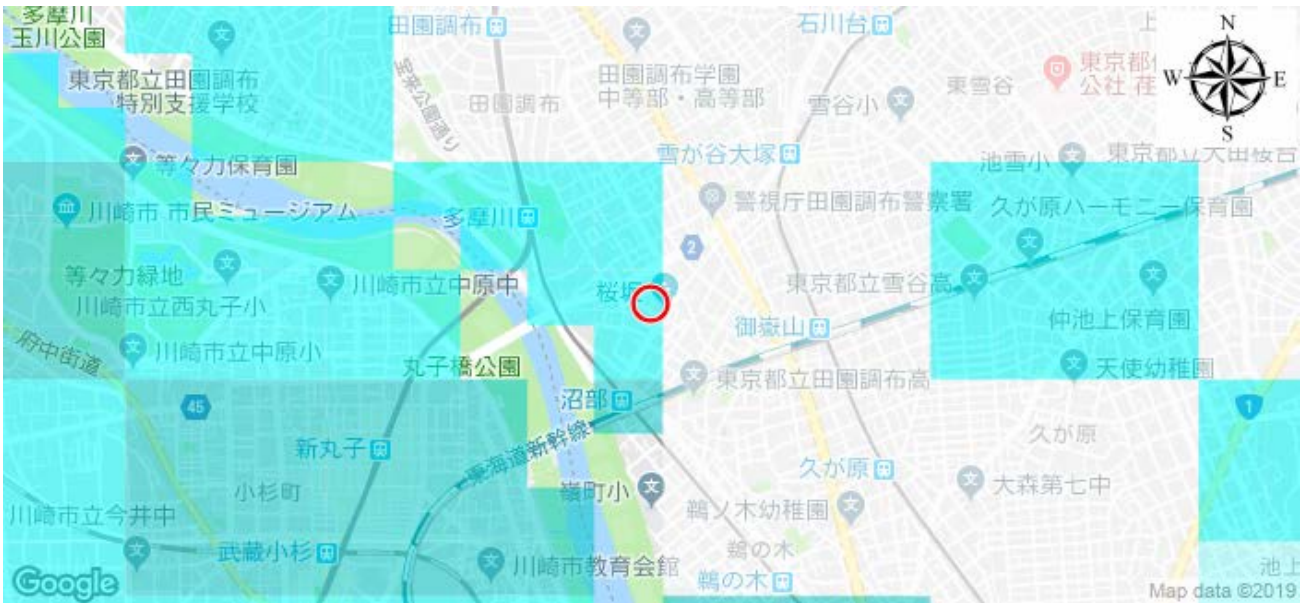 多摩川
玉川公園
田園調布
石川台
N
W
E
S
東京都立田園調布
特別支援学校
宝来公園通り
田園調布
田園調布学園
中等部・高等部
雪谷小
東雪谷
東京都
公社 荏
等々力保育園
雪が谷大塚
池雪小
川崎市 市民ミュージアム
多摩川
警視庁田園調布警察署
久が原ハーモニー保育園
2
等々力緑地
川崎市立西丸子小
川崎市立中原中
桜坂
東京都立雪谷高
仲池上保育園
府中街道
川崎市立中原小
丸子橋公園
御嶽山
東京都立田園調布高
天使幼稚園
45
沼部
1
新丸子
東海道新幹線
久が原
小杉町
嶺町小
久が原
大森第七中
川崎市立今井中
鵜ノ木幼稚園
武蔵小杉
川崎市教育会館
鵜の木
鵜の木
池上
Google
Map data ©2019